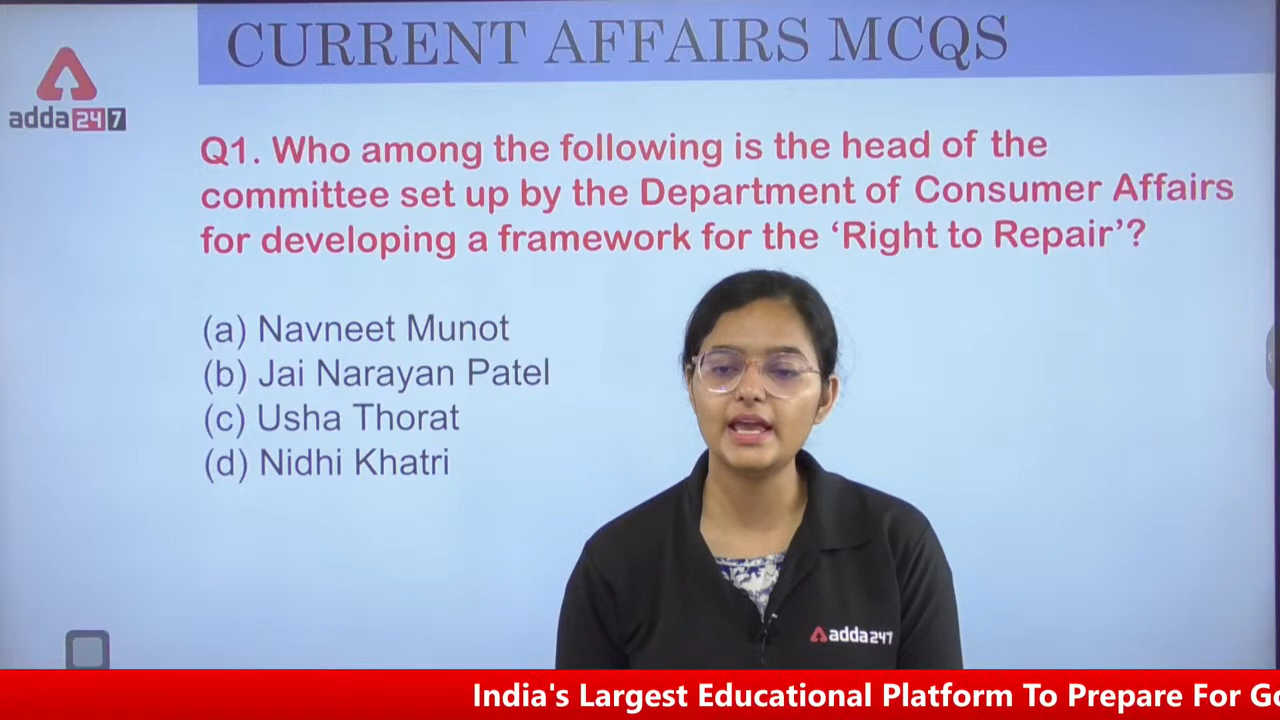 CURRENT AFFAIRS MCQS
adda247
Q1. Who among the following is the head of the
committee set up by the Department of Consumer Affairs
for developing a framework for the ‘Right to Repair’?
(a) Navneet Munot
(b) Jai Narayan Patel
(c) Usha Thorat
(d) Nidhi Khatri
adda247
India's Largest Educational Platform To Prepare For Go